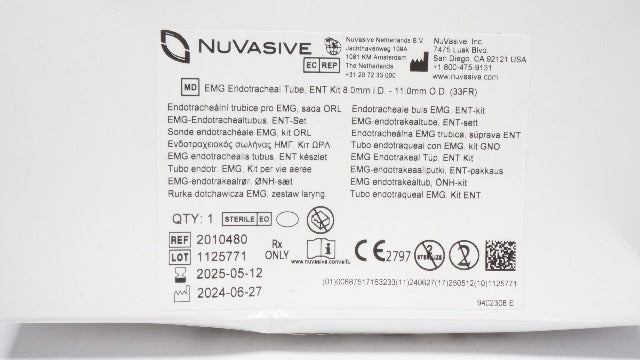 NUVASIVE
NuVasive Netherlands B.V.
Jachthavenweg 109A
1081 KM Amsterdam
The Netherlands
+31 20 72 33 000
EC REP
NuVasive, Inc.
7475 Lusk Blvd.
San Diego, CA 92121 USA
+1 800-475-9131
www.nuvasive.com
MD EMG Endotracheal Tube, ENT Kit 8.0mm I.D. - 11.0mm O.D. (33FR)
Endotracheální trubice pro EMG, sada ORL
EMG-Endotrachealtubus, ENT-Set
Sonde endotrachéale EMG, kit ORL
Ενδοτραχειακός σωλήνας ΗΜΓ, Κιτ ΩΡΛ
EMG endotrachealis tubus, ENT készlet
Tubo endotr. EMG, Kit per vie aeree
EMG-endotrakealrør, ØNH-sæt
Rurka dotchawicza EMG, zestaw laryng.
Endotracheale buis EMG, ENT-kit
EMG-endotrakealtube, ENT-sett
Endotracheálna EMG trubica, súprava ENT
Tubo endotraqueal con EMG, kit GNO
EMG Endotrakeal Tüp, ENT Kit
EMG-endotrakeaaliputki, ENT-pakkaus
EMG endotrakealtub, ÖNH-kit
Tubo endotraqueal EMG, Kit ENT
QTY: 1 STERILE EO
REF 2010480
LOT 1125771
2025-05-12
2024-06-27
Rx ONLY
www.nuvasive.com/eifu
CE 2797
2 STERILIZE
2
(01)00887517163233(11)240627(17)250512(10)1125771
9402308 E